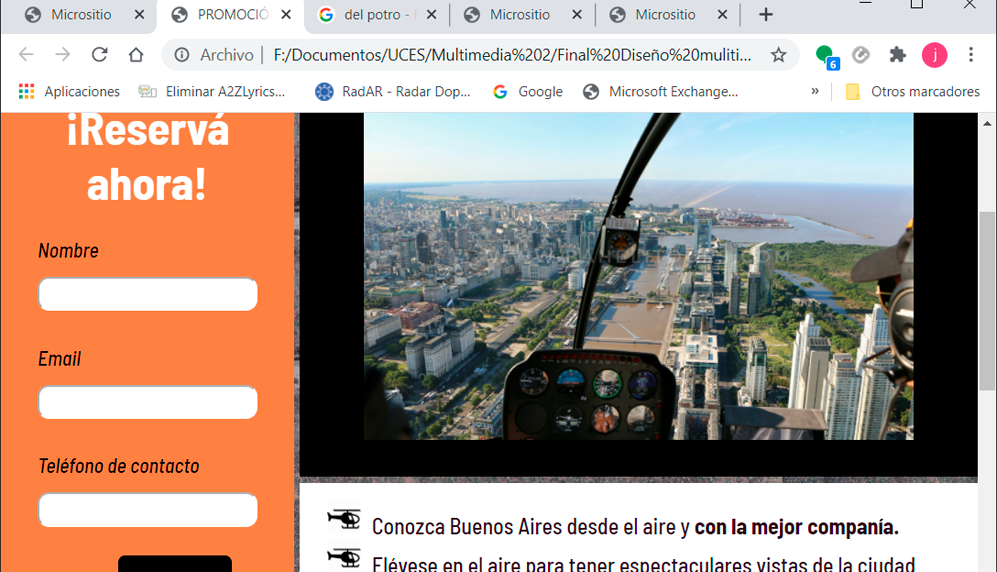 Micrositio
PROMOCIÓ
del potro -
Micrositio
Micrositio
Archivo
F:/Documentos/UCES/Multimedia%202/Final%20Diseño%20muliti...
6
j
Aplicaciones
Eliminar A2ZLyrics...
RadAR - Radar Dop...
Google
Microsoft Exchange...
»
Otros marcadores
¡Reservá
ahora!
Nombre
Email
Teléfono de contacto
Conozca Buenos Aires desde el aire y con la mejor companía.
Elévese en el aire para tener espectaculares vistas de la ciudad